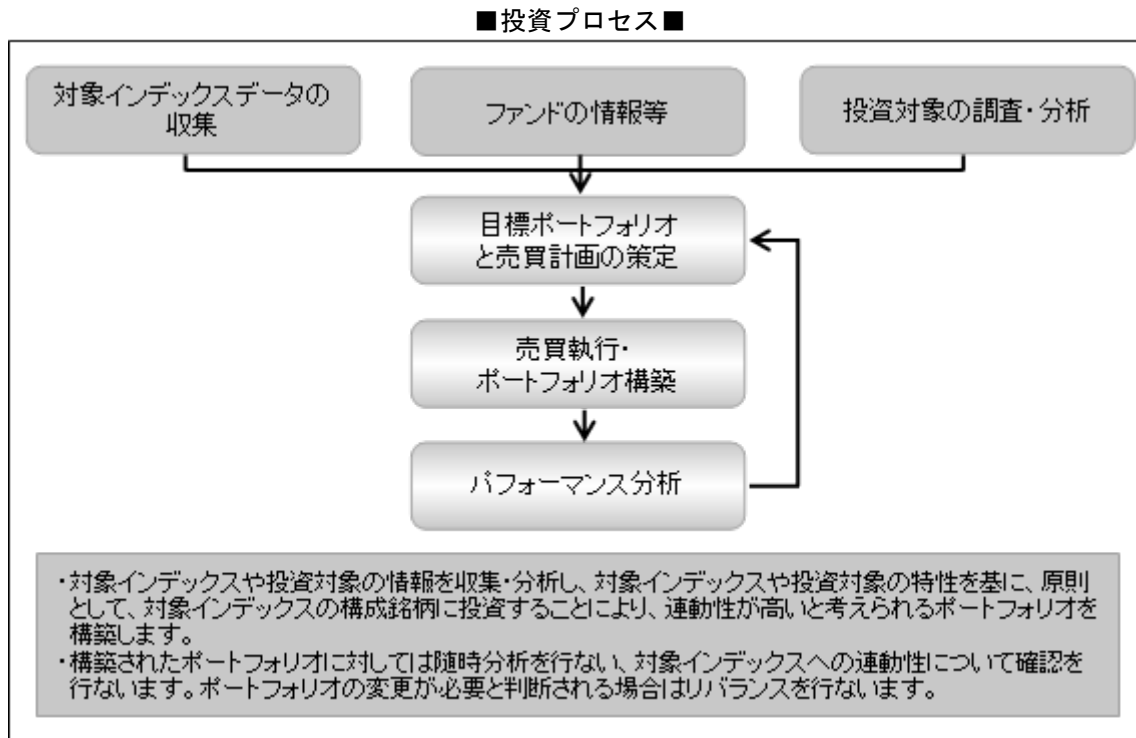 ■投資プロセス■
対象インデックスデータの
収集
ファンドの情報等
投資対象の調査・分析
目標ポートフォリオ
と売買計画の策定
売買執行・
ポートフォリオ構築
パフォーマンス分析
・対象インデックスや投資対象の情報を収集・分析し、対象インデックスや投資対象の特性を基に、原則
として、対象インデックスの構成銘柄に投資することにより、連動性が高いと考えられるポートフォリオを
構築します。
・構築されたポートフォリオに対しては随時分析を行ない、対象インデックスへの連動性について確認を
行ないます。ポートフォリオの変更が必要と判断される場合はリバランスを行ないます。